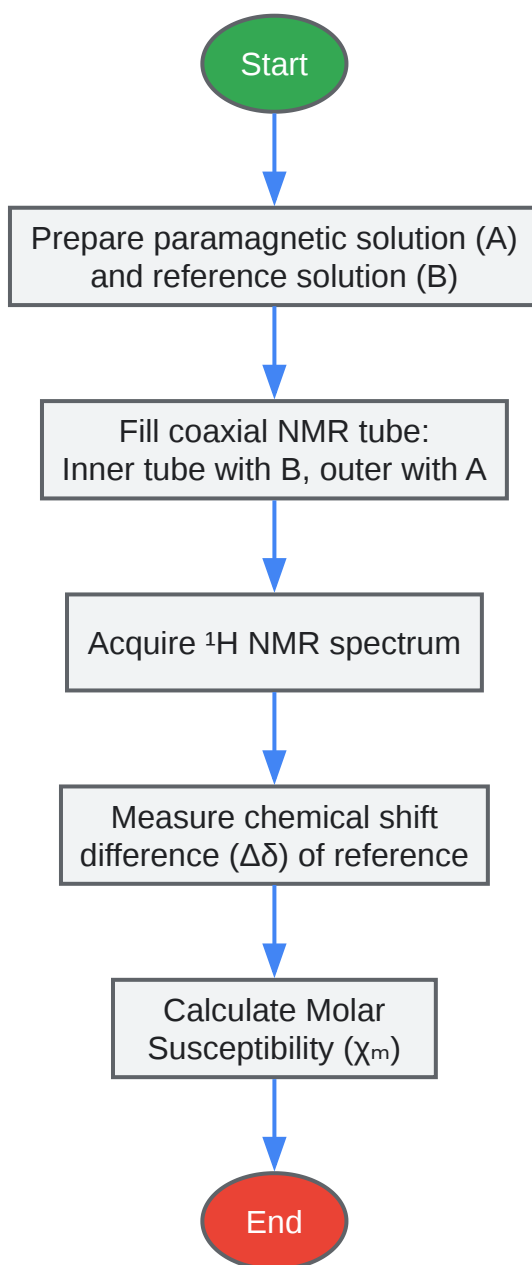 Start
Prepare paramagnetic solution (A)
and reference solution (B)
Fill coaxial NMR tube:
Inner tube with B, outer with A
Acquire ¹H NMR spectrum
Measure chemical shift
difference (Δδ) of reference
Calculate Molar
Susceptibility (χₘ)
End